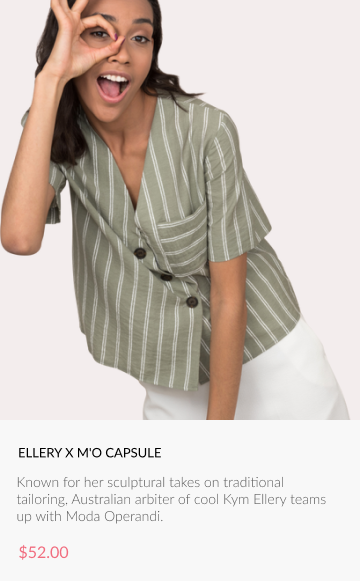 ELLERY X M'O CAPSULE
Known for her sculptural takes on traditional
tailoring, Australian arbiter of cool Kym Ellery teams
up with Moda Operandi.
$52.00